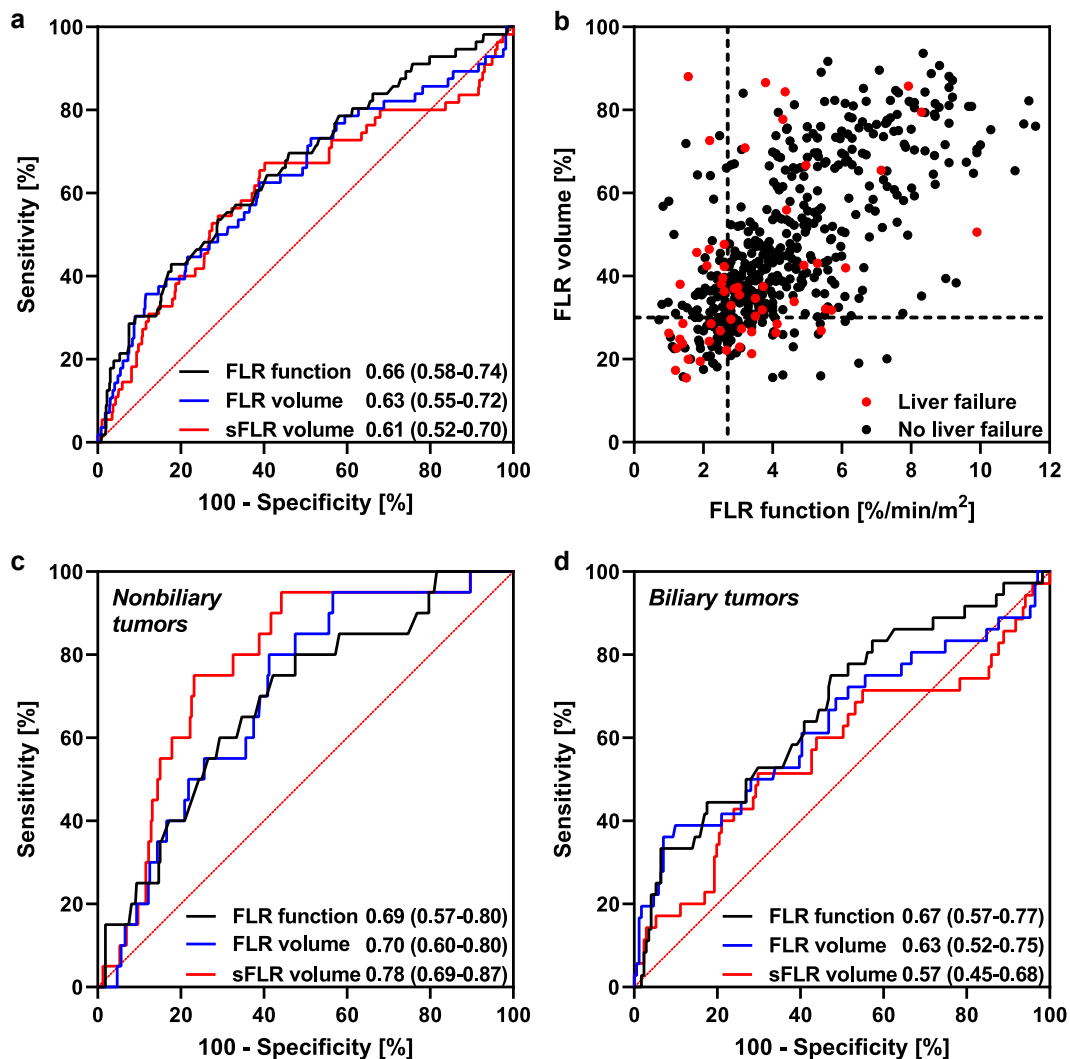 a
Sensitivity [%]
100
80
60
40
20
0
0 20 40 60 80 100
100 - Specificity [%]
FLR function 0.66 (0.58-0.74)
FLR volume 0.63 (0.55-0.72)
sFLR volume 0.61 (0.52-0.70)
b
FLR volume [%]
100
80
60
40
20
0
0 2 4 6 8 10 12
FLR function [%/min/m²]
Liver failure
No liver failure
c
Nonbiliary
tumors
Sensitivity [%]
100
80
60
40
20
0
0 20 40 60 80 100
100 - Specificity [%]
FLR function 0.69 (0.57-0.80)
FLR volume 0.70 (0.60-0.80)
sFLR volume 0.78 (0.69-0.87)
d
Biliary tumors
Sensitivity [%]
100
80
60
40
20
0
0 20 40 60 80 100
100 - Specificity [%]
FLR function 0.67 (0.57-0.77)
FLR volume 0.63 (0.52-0.75)
sFLR volume 0.57 (0.45-0.68)